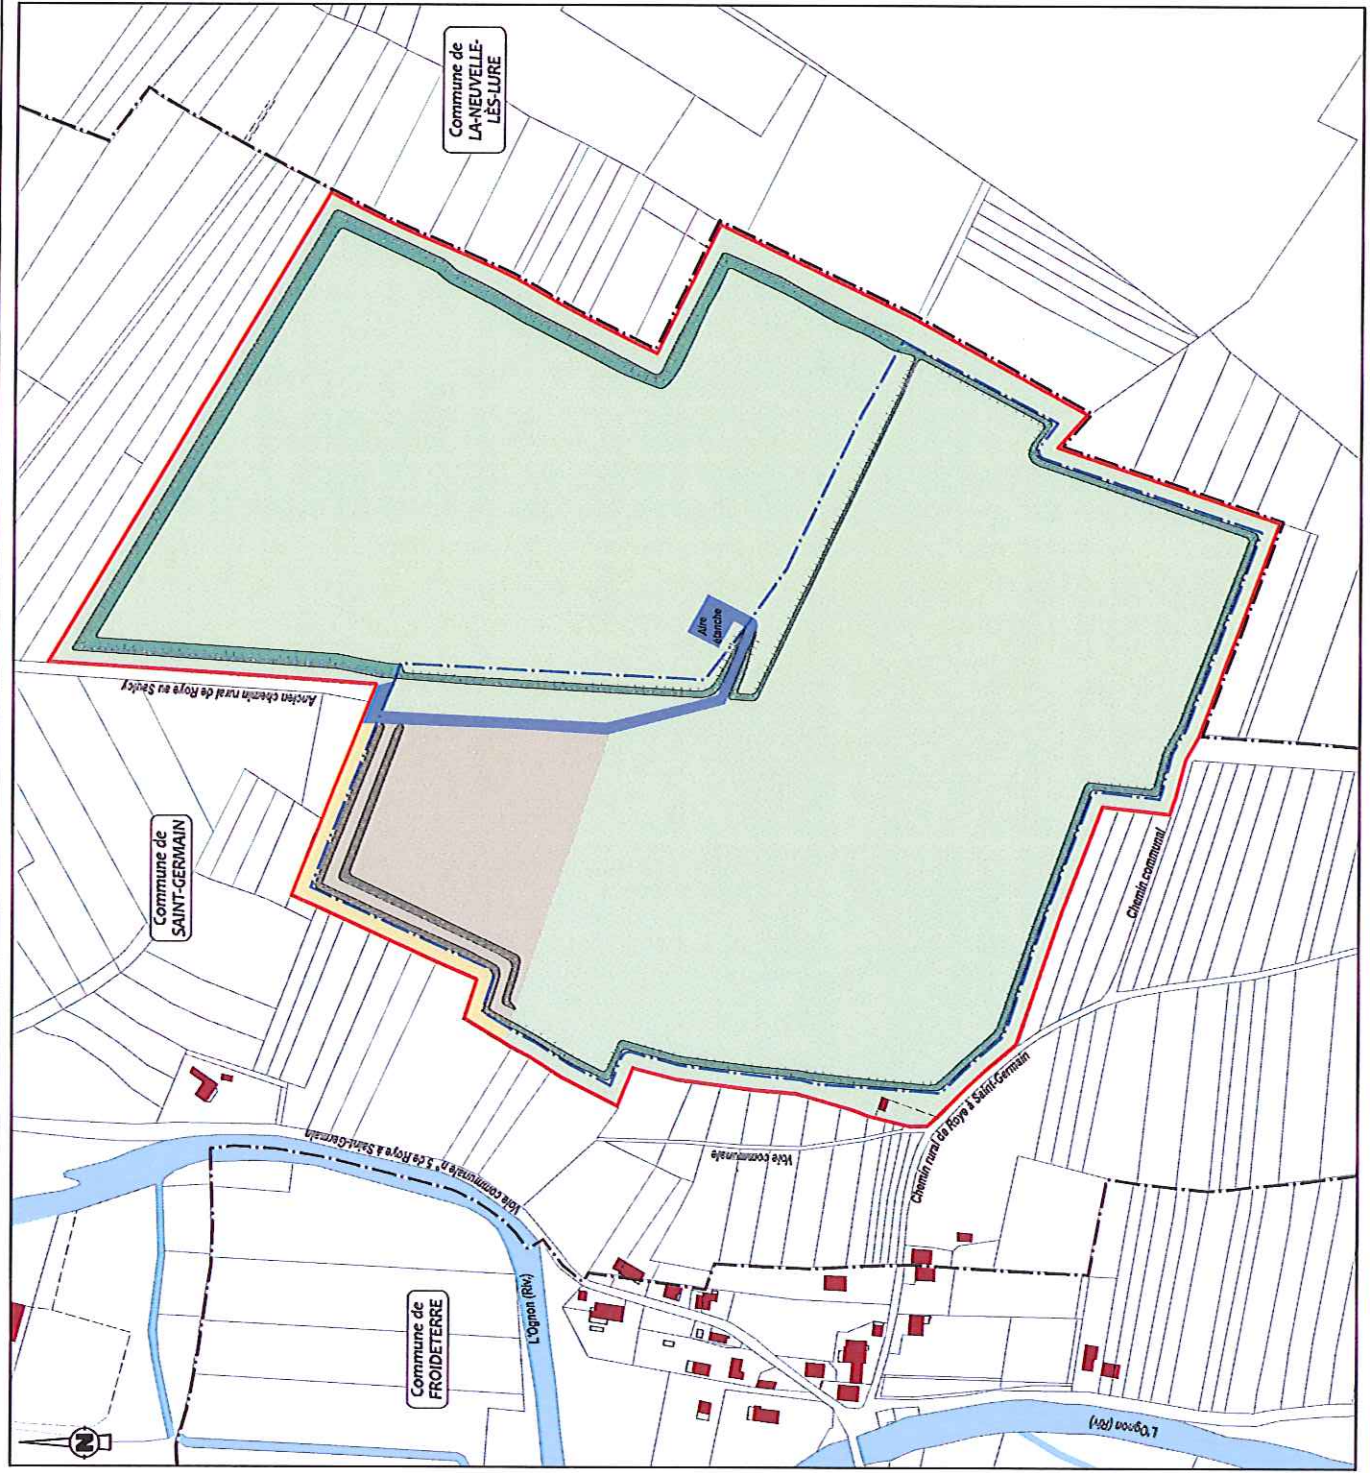 Commune de
LA-NEUVELLE-
LÈS-LURE
Commune de
SAINT-GERMAIN
Commune de
FROIDETERRE
Ancien chemin rural de Roye au Saulcy
Aire
étanche
Voie communale n° 5 de Roye à Saint-Germain
L'Ognon (Riv.)
Voie communale
Chemin rural de Roye à Saint-Germain
Chemin communal
L'Ognon (Riv)
N